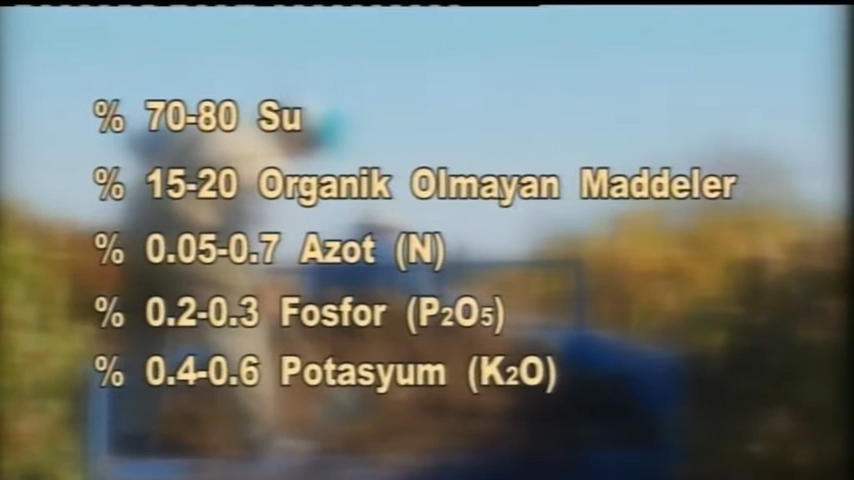 % 70-80 Su
% 15-20 Organik Olmayan Maddeler
% 0.05-0.7 Azot (N)
% 0.2-0.3 Fosfor (P2O5)
% 0.4-0.6 Potasyum (K2O)